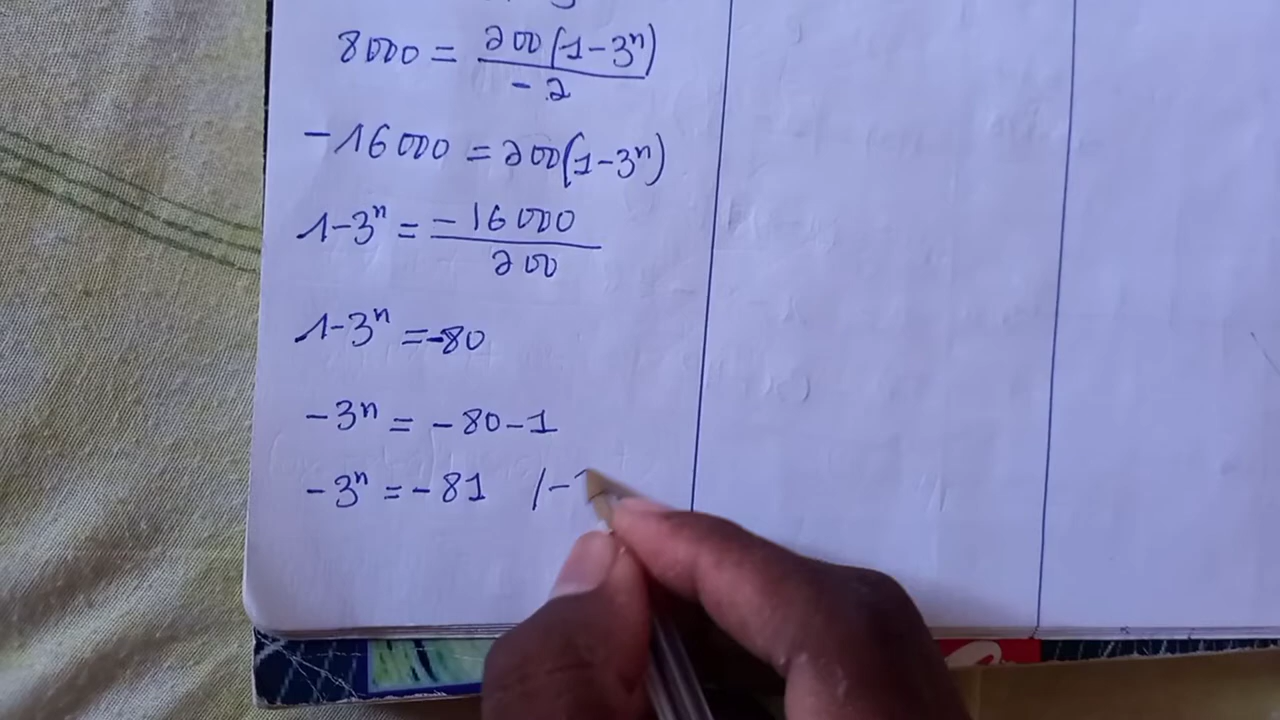 8000 = 200(1-3ⁿ)/-2
-16000 = 200(1-3ⁿ)
1-3ⁿ = -16000/200
1-3ⁿ = -80
-3ⁿ = -80-1
-3ⁿ = -81 /-